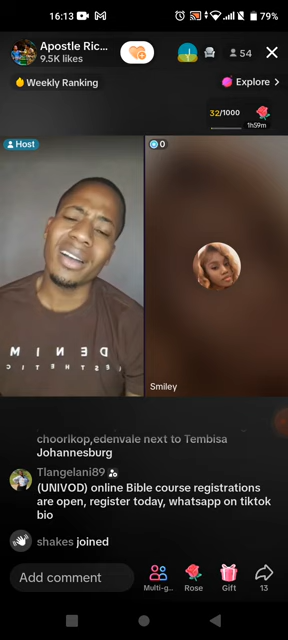 16:13
79%
Apostle Ric...
9.5K likes
54
Weekly Ranking
Explore
32/1000
1h59m
Host
0
DENIM
Smiley
choorlkop,edenvale next to Tembisa
Johannesburg
Tlangelani89
(UNIVOD) online Bible course registrations
are open, register today, whatsapp on tiktok
bio
shakes joined
Add comment
Multi-g...
Rose
Gift
13